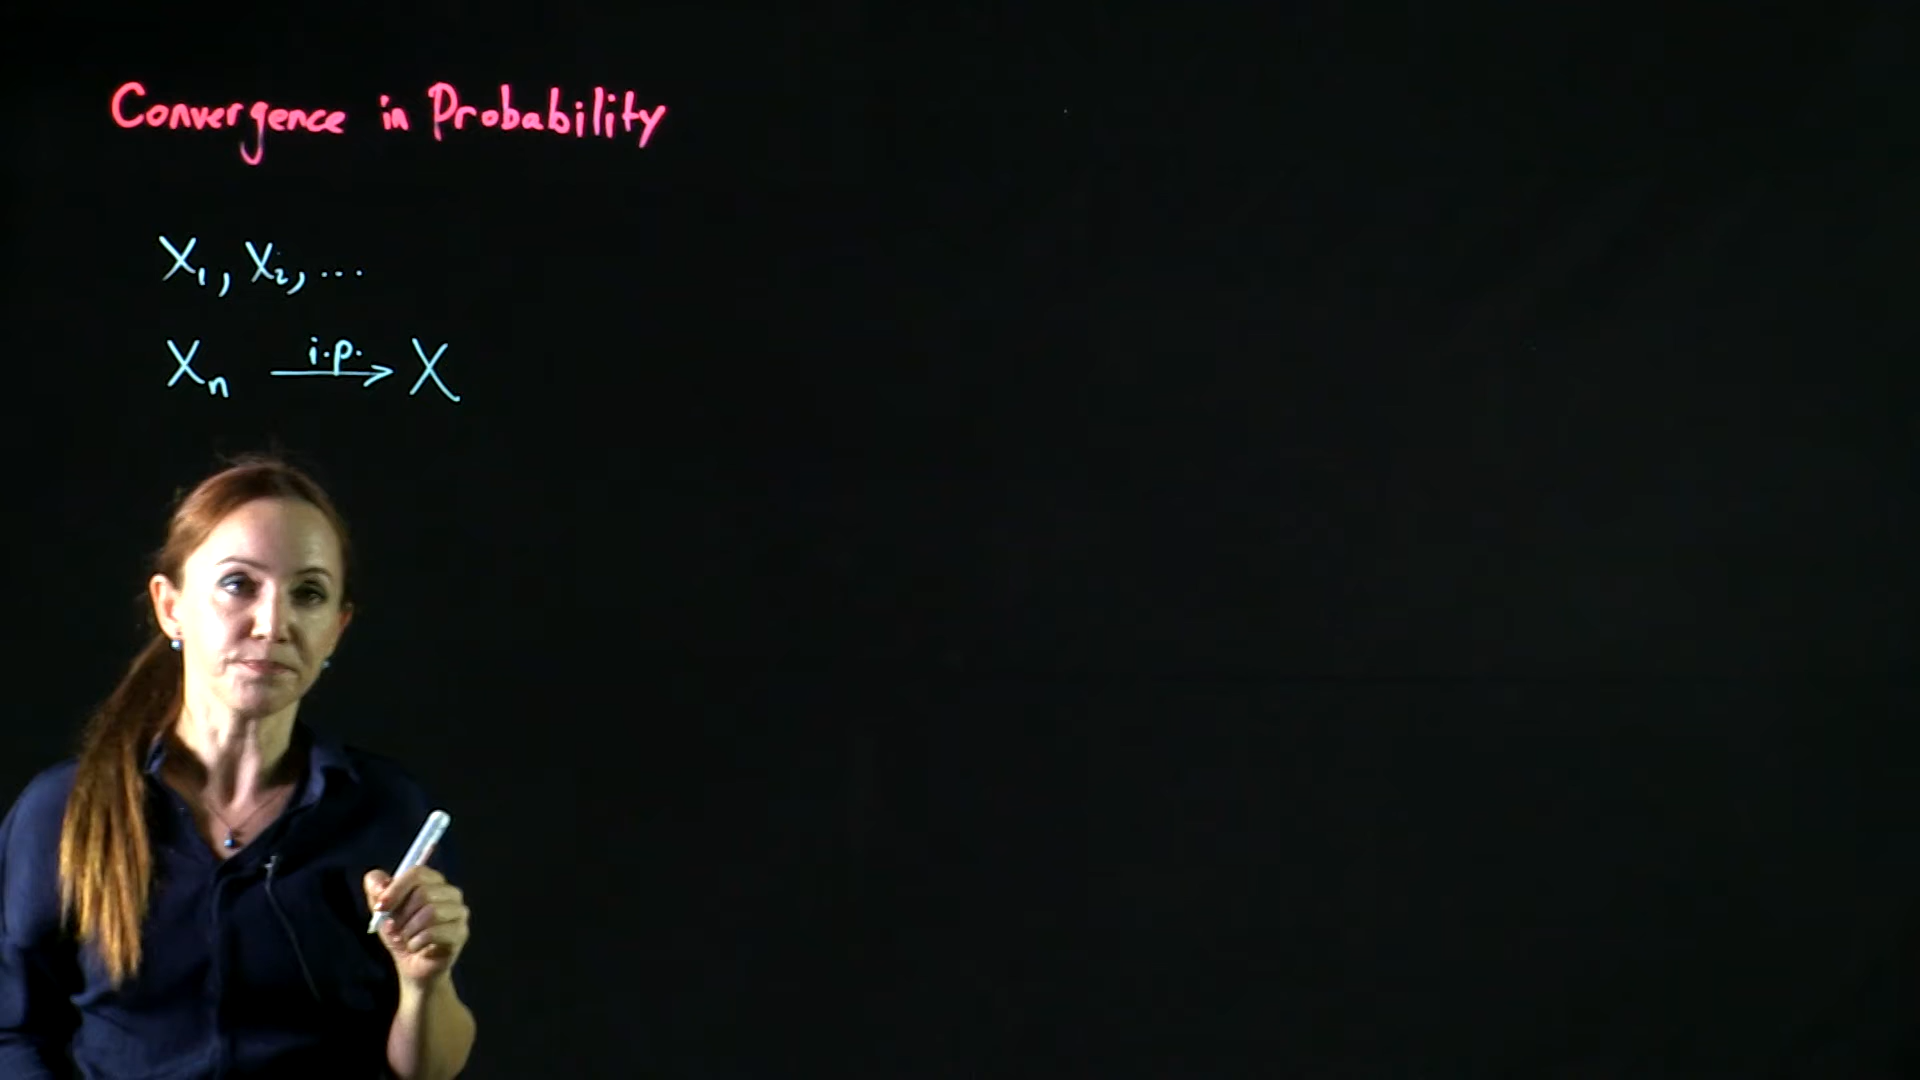 Convergence in Probability
X₁, X₂, ...
Xₙ —i.p.→ X